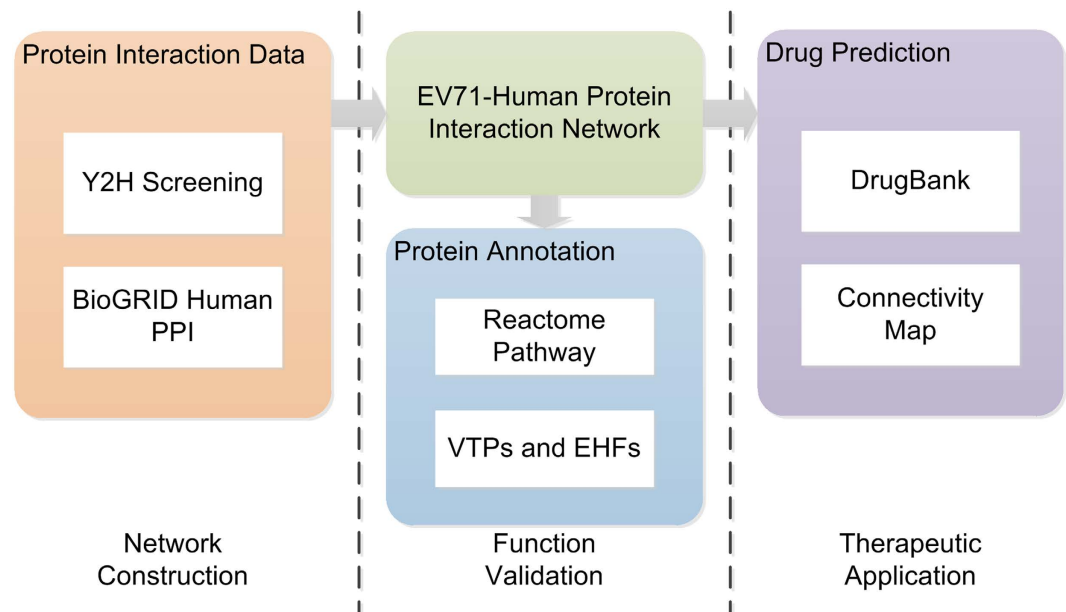 Protein Interaction Data
Y2H Screening
BioGRID Human
PPI
Network
Construction
EV71-Human Protein
Interaction Network
Protein Annotation
Reactome
Pathway
VTPs and EHFs
Function
Validation
Drug Prediction
DrugBank
Connectivity
Map
Therapeutic
Application